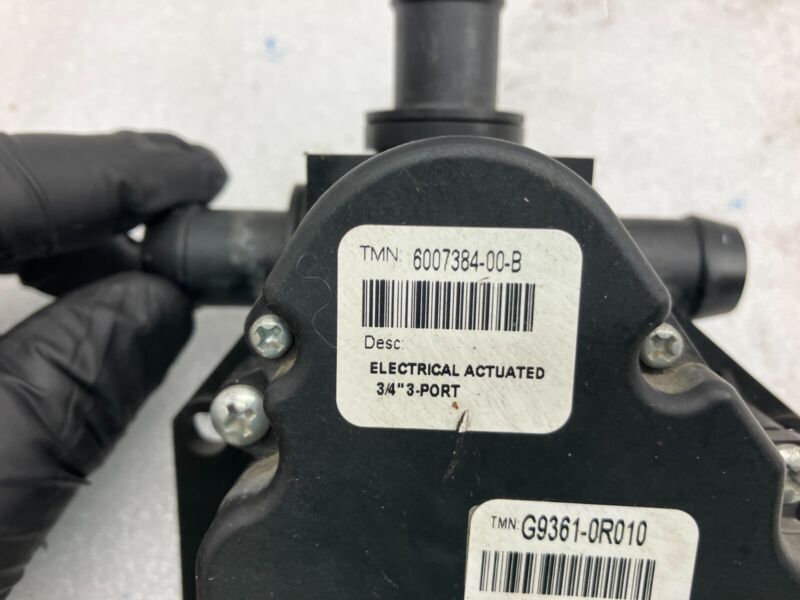 TMN: 6007384-00-B
Desc:
ELECTRICAL ACTUATED
3/4" 3-PORT
TMN: G9361-0R010